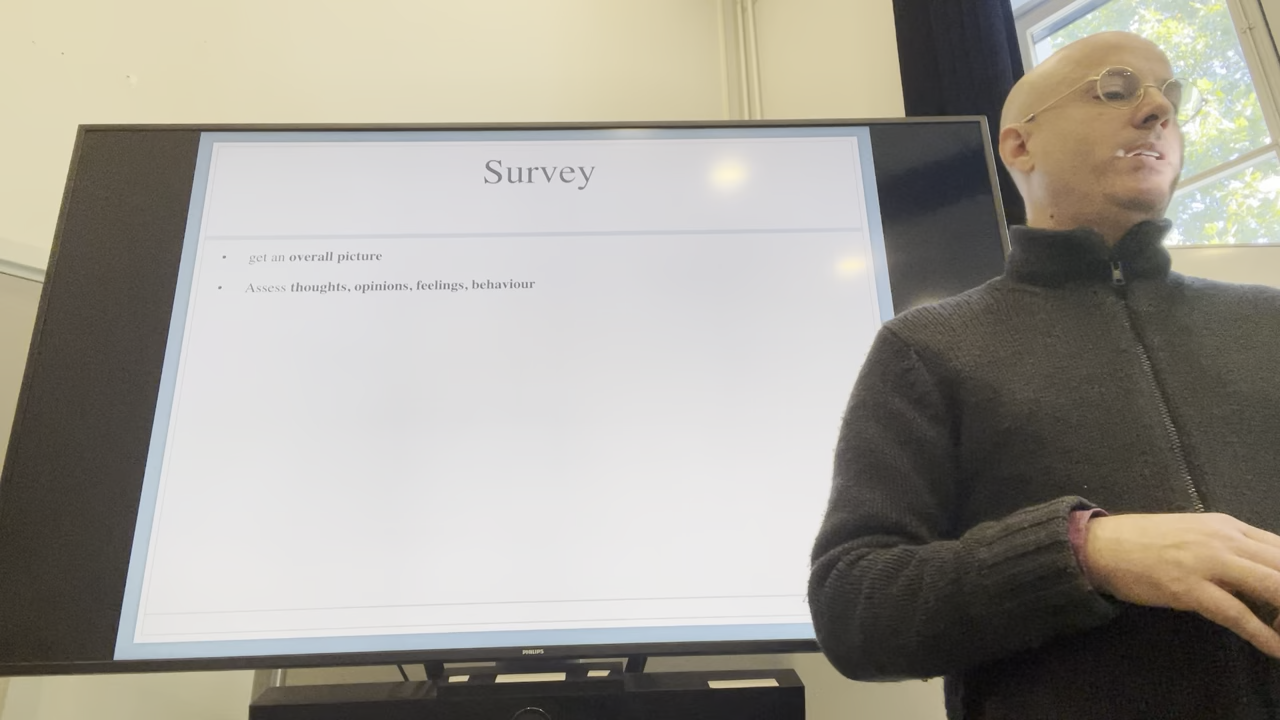 Survey
• get an overall picture
• Assess thoughts, opinions, feelings, behaviour
PHILIPS